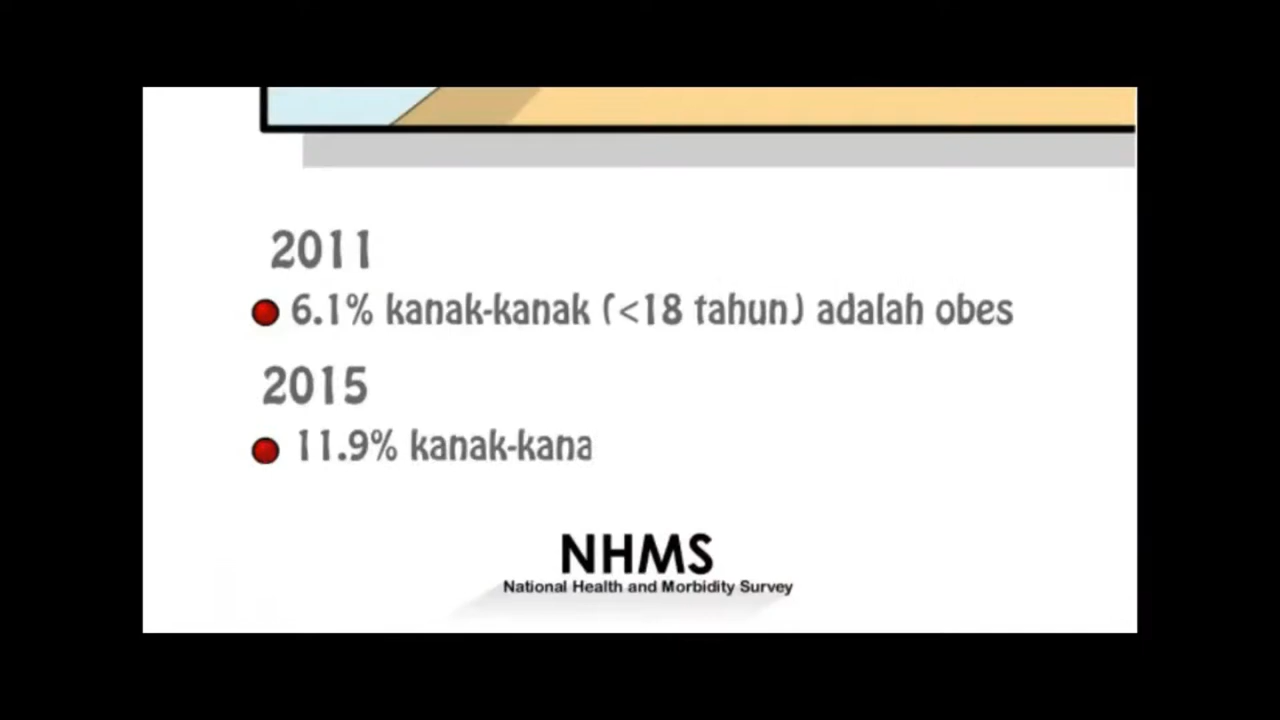 2011
6.1% kanak-kanak (<18 tahun) adalah obes
2015
11.9% kanak-kana
NHMS
National Health and Morbidity Survey